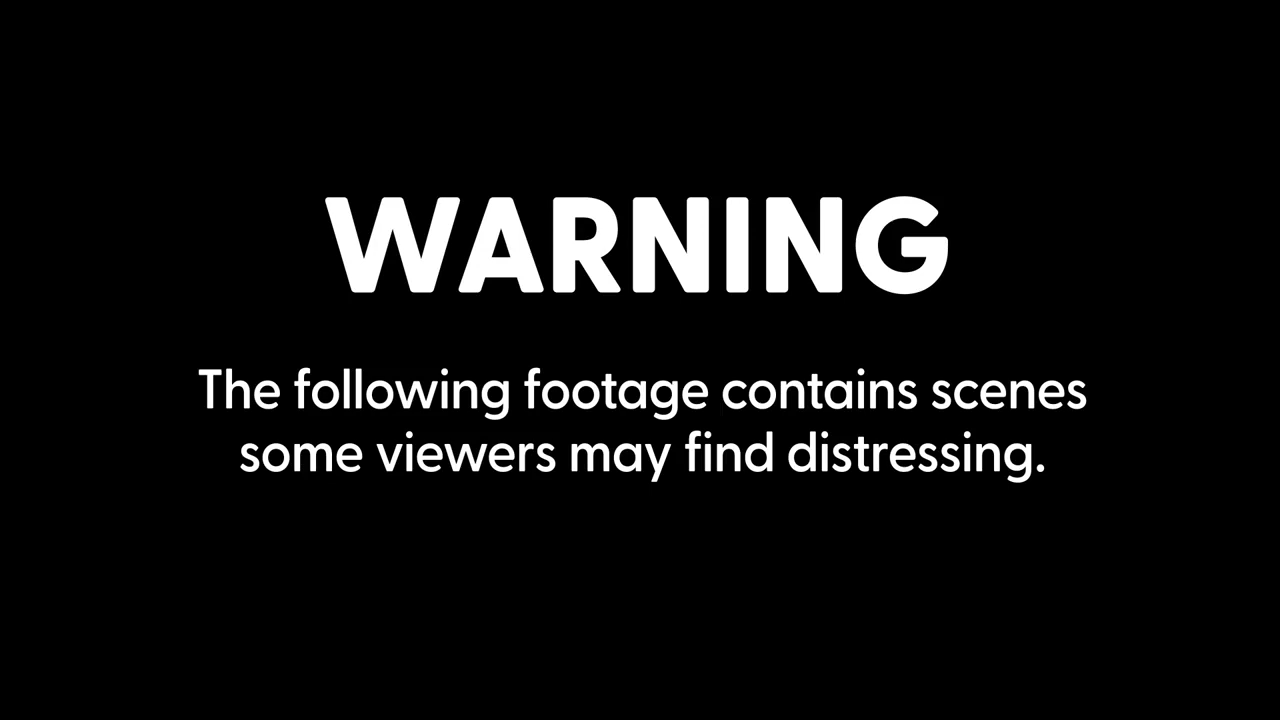 WARNING
The following footage contains scenes
some viewers may find distressing.